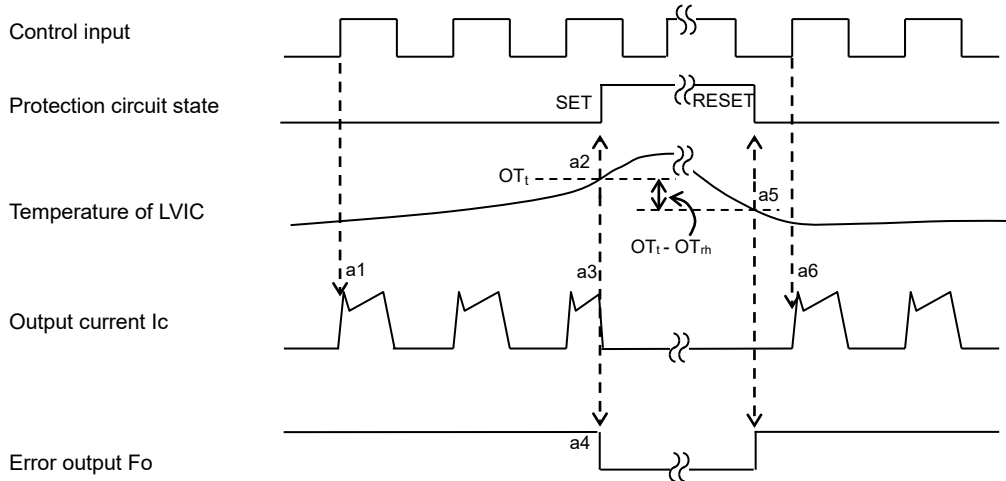 Control input
Protection circuit state
SET
RESET
a2
OTt
a5
Temperature of LVIC
OTt - OTrh
a1
a3
a6
Output current Ic
a4
Error output Fo